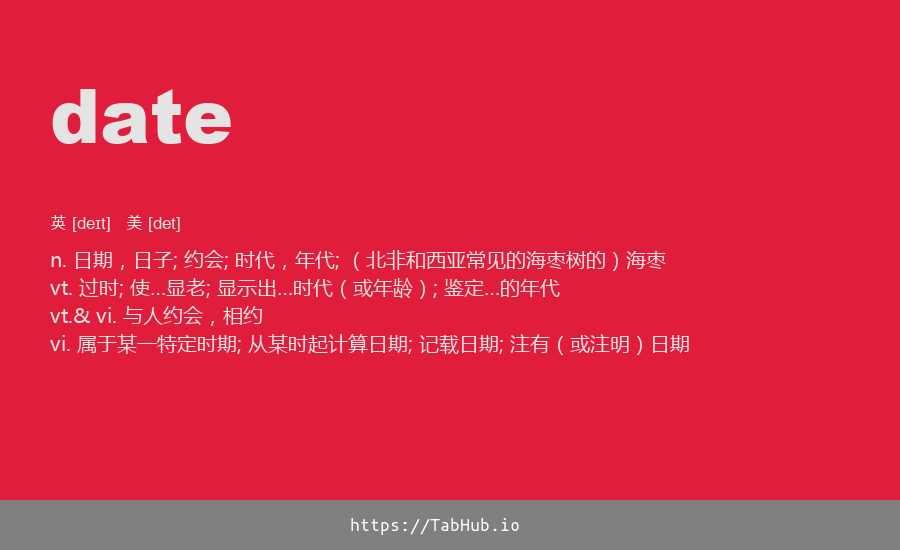 date
英 [deɪt] 美 [det]
n. 日期，日子; 约会; 时代，年代; （北非和西亚常见的海枣树的）海枣
vt. 过时; 使…显老; 显示出…时代（或年龄）; 鉴定…的年代
vt.& vi. 与人约会，相约
vi. 属于某一特定时期; 从某时起计算日期; 记载日期; 注有（或注明）日期
https://TabHub.io